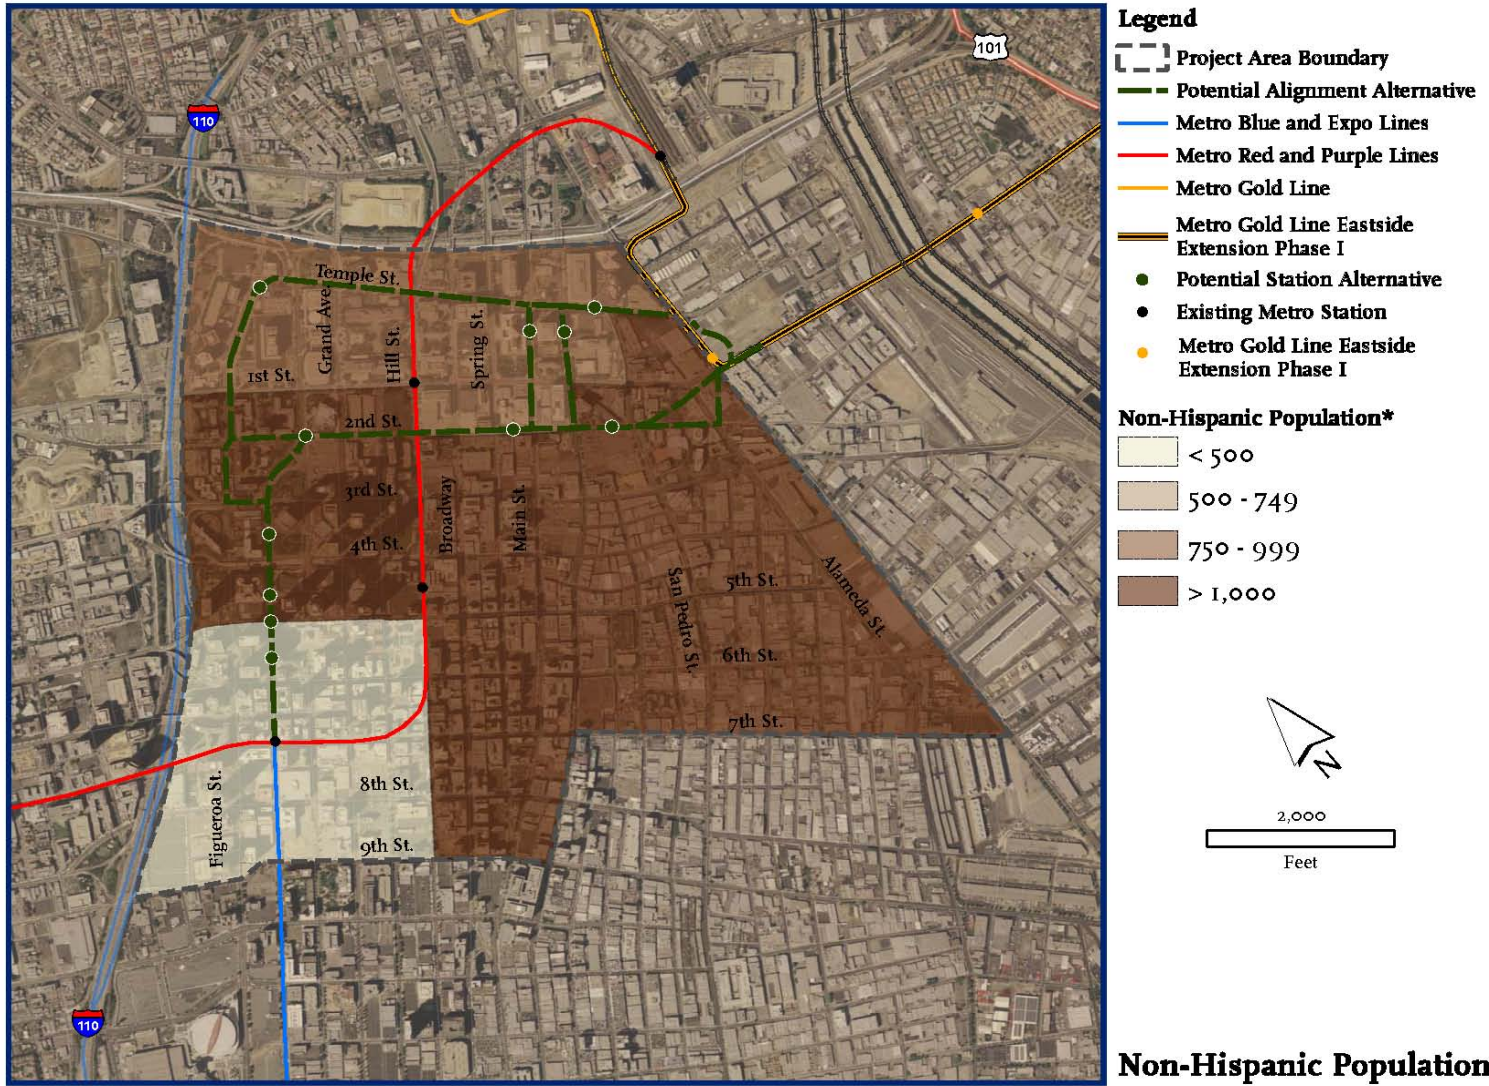 Legend
Project Area Boundary
Potential Alignment Alternative
Metro Blue and Expo Lines
Metro Red and Purple Lines
Metro Gold Line
Metro Gold Line Eastside
Extension Phase I
Potential Station Alternative
Existing Metro Station
Metro Gold Line Eastside
Extension Phase I
Non-Hispanic Population*
< 500
500 - 749
750 - 999
> 1,000
N
2,000
Feet
Non-Hispanic Population
101
110
Temple St.
Grand Ave.
Hill St.
Spring St.
1st St.
2nd St.
3rd St.
Broadway
Main St.
4th St.
5th St.
San Pedro St.
Alameda St.
6th St.
7th St.
8th St.
Figueroa St.
9th St.
110